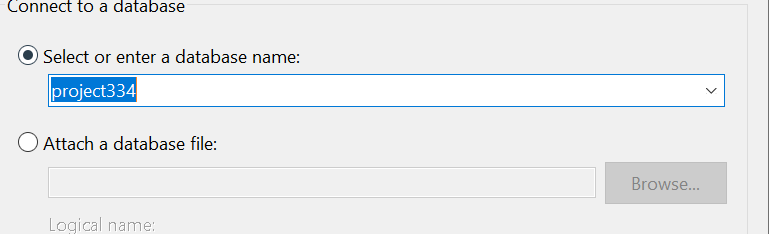 Connect to a database
Select or enter a database name:
project334
Attach a database file:
Browse...
Logical name: